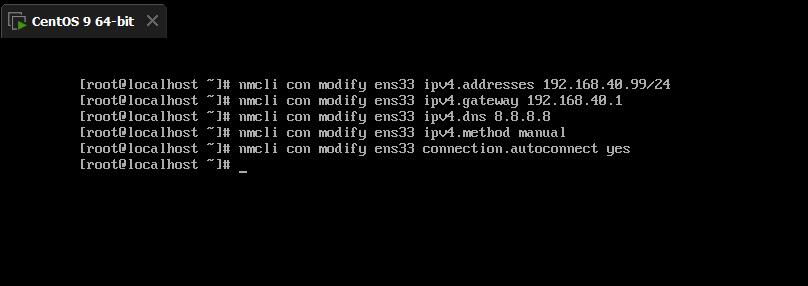 CentOS 9 64-bit
[root@localhost ~]# nmcli con modify ens33 ipv4.addresses 192.168.40.99/24
[root@localhost ~]# nmcli con modify ens33 ipv4.gateway 192.168.40.1
[root@localhost ~]# nmcli con modify ens33 ipv4.dns 8.8.8.8
[root@localhost ~]# nmcli con modify ens33 ipv4.method manual
[root@localhost ~]# nmcli con modify ens33 connection.autoconnect yes
[root@localhost ~]# _